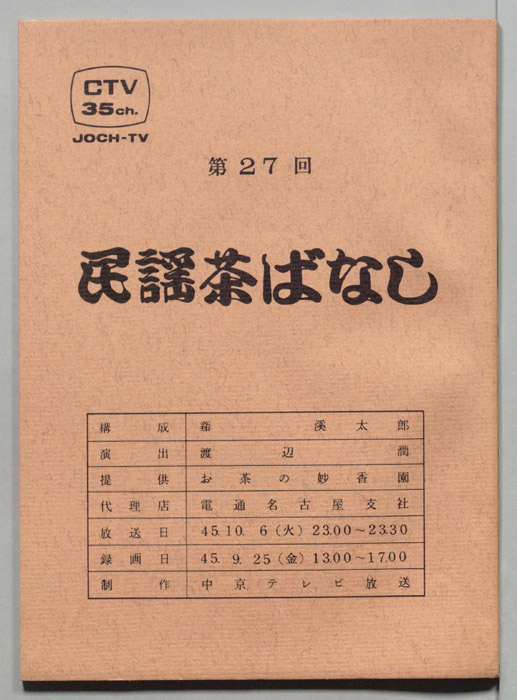 CTV
35ch.
JOCH-TV
第27回
民謡茶ばなし
構成 谿渓太郎
演出 渡辺潤
提供 お茶の妙香園
代理店 電通名古屋支社
放送日 45.10. 6(火)23.00~23.30
録画日 45. 9. 25(金)13.00~17.00
制作 中京テレビ放送